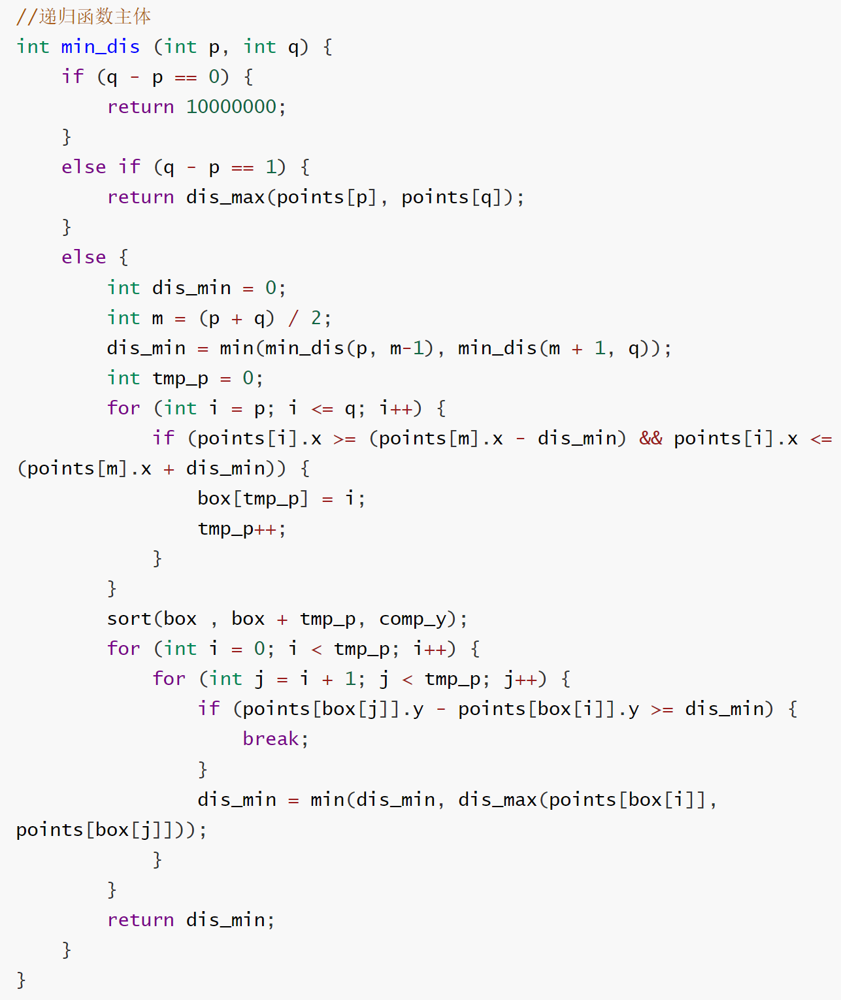 //递归函数主体
int min_dis (int p, int q) {
    if (q - p == 0) {
        return 10000000;
    }
    else if (q - p == 1) {
        return dis_max(points[p], points[q]);
    }
    else {
        int dis_min = 0;
        int m = (p + q) / 2;
        dis_min = min(min_dis(p, m-1), min_dis(m + 1, q));
        int tmp_p = 0;
        for (int i = p; i <= q; i++) {
            if (points[i].x >= (points[m].x - dis_min) && points[i].x <=
(points[m].x + dis_min)) {
                box[tmp_p] = i;
                tmp_p++;
            }
        }
        sort(box , box + tmp_p, comp_y);
        for (int i = 0; i < tmp_p; i++) {
            for (int j = i + 1; j < tmp_p; j++) {
                if (points[box[j]].y - points[box[i]].y >= dis_min) {
                    break;
                }
                dis_min = min(dis_min, dis_max(points[box[i]],
points[box[j]]));
            }
        }
        return dis_min;
    }
}